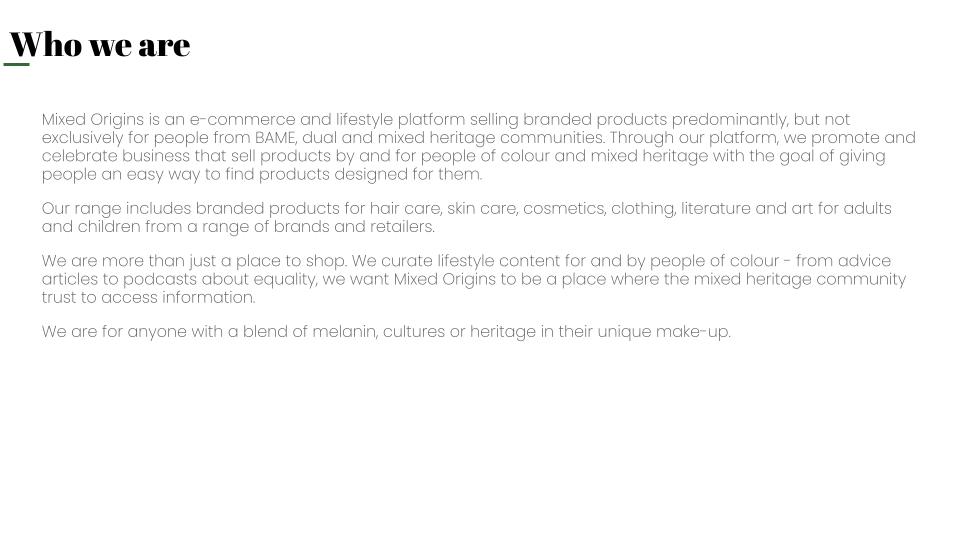 Who we are
Mixed Origins is an e-commerce and lifestyle platform selling branded products predominantly, but not
exclusively for people from BAME, dual and mixed heritage communities. Through our platform, we promote and
celebrate business that sell products by and for people of colour and mixed heritage with the goal of giving
people an easy way to find products designed for them.
Our range includes branded products for hair care, skin care, cosmetics, clothing, literature and art for adults
and children from a range of brands and retailers.
We are more than just a place to shop. We curate lifestyle content for and by people of colour - from advice
articles to podcasts about equality, we want Mixed Origins to be a place where the mixed heritage community
trust to access information.
We are for anyone with a blend of melanin, cultures or heritage in their unique make-up.